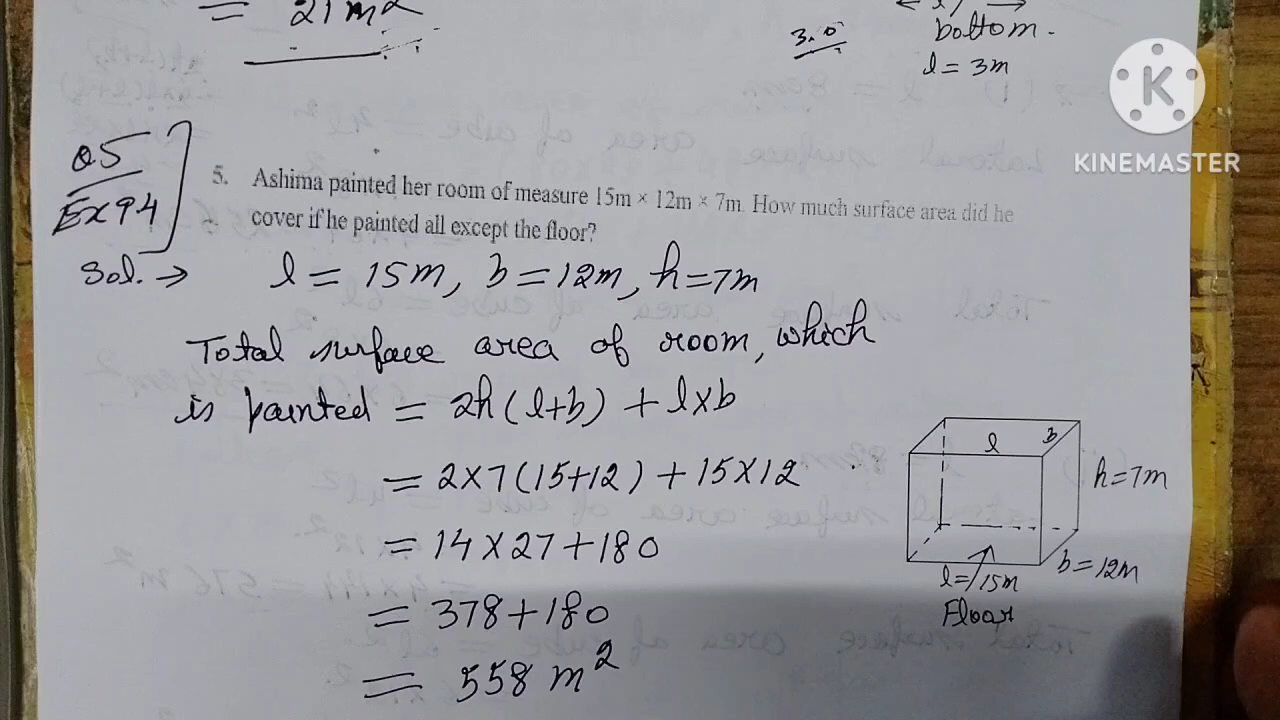 = 21 m²
3.0
bottom.
l = 3m
KINEMASTER
Q5
Ex 9.4
5. Ashima painted her room of measure 15m × 12m × 7m. How much surface area did he
cover if he painted all except the floor?
Sol. → l = 15m, b = 12m, h = 7m
Total surface area of room, which
is painted = 2h (l+b) + l×b
= 2×7(15+12) + 15×12
= 14×27+180
= 378+180
= 558 m²
l b
h=7m
b=12m
l=15m
Floor